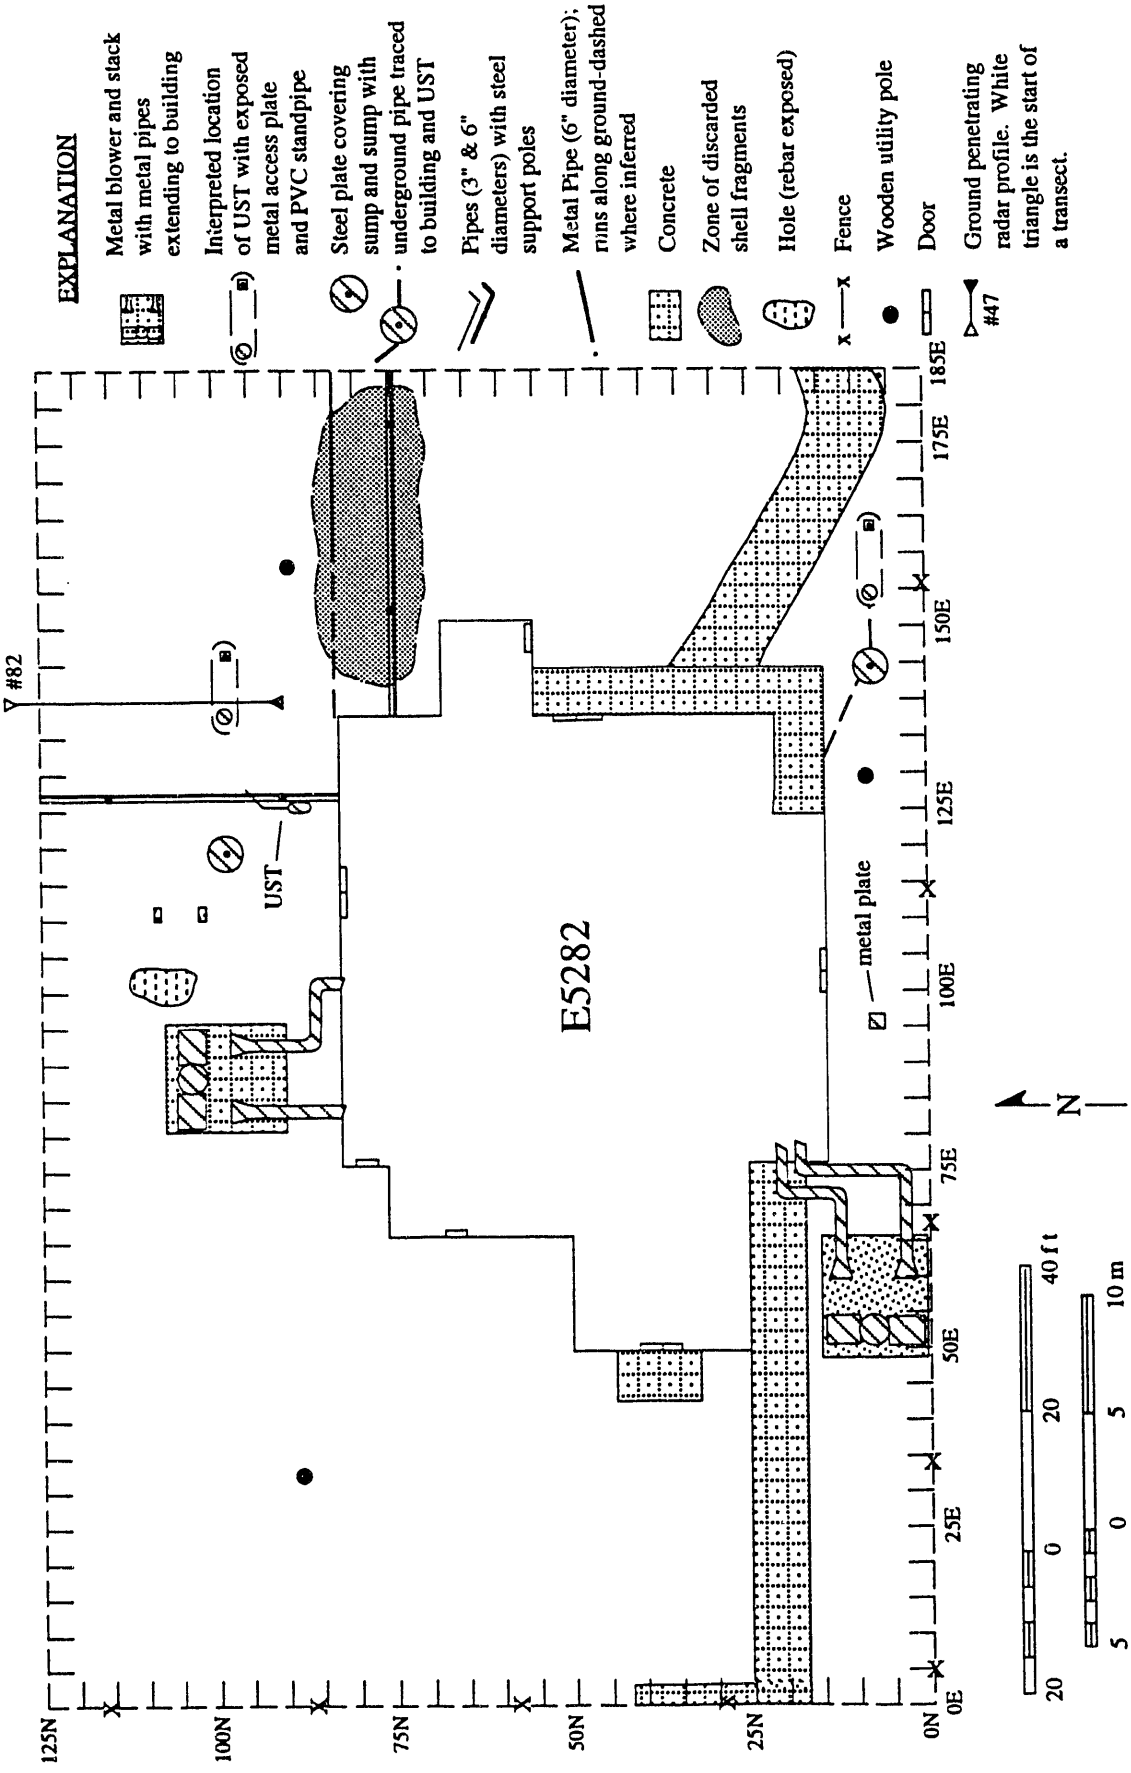 EXPLANATION
Metal blower and stack
with metal pipes
extending to building
Interpreted location
of UST with exposed
metal access plate
and PVC standpipe
Steel plate covering
sump and sump with
underground pipe traced
to building and UST
Pipes (3" & 6"
diameters) with steel
support poles
Metal Pipe (6" diameter);
runs along ground-dashed
where inferred
Concrete
Zone of discarded
shell fragments
Hole (rebar exposed)
x x Fence
Wooden utility pole
Door
#47
Ground penetrating
radar profile. White
triangle is the start of
a transect.
#82
UST
E5282
metal plate
125N
100N
75N
50N
25N
0N
0E
25E
50E
75E
100E
125E
150E
175E
185E
X
X
X
X
X
X
X
X
X
N
20 0 20 40 ft
5 0 5 10 m